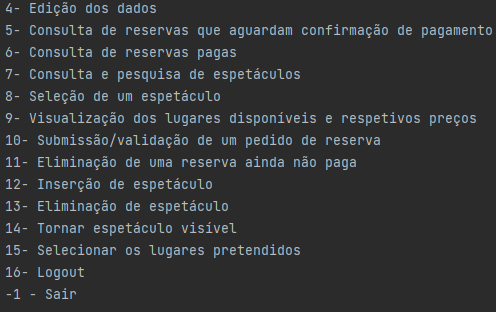 4- Edição dos dados
5- Consulta de reservas que aguardam confirmação de pagamento
6- Consulta de reservas pagas
7- Consulta e pesquisa de espetáculos
8- Seleção de um espetáculo
9- Visualização dos lugares disponíveis e respetivos preços
10- Submissão/validação de um pedido de reserva
11- Eliminação de uma reserva ainda não paga
12- Inserção de espetáculo
13- Eliminação de espetáculo
14- Tornar espetáculo visível
15- Selecionar os lugares pretendidos
16- Logout
-1 - Sair